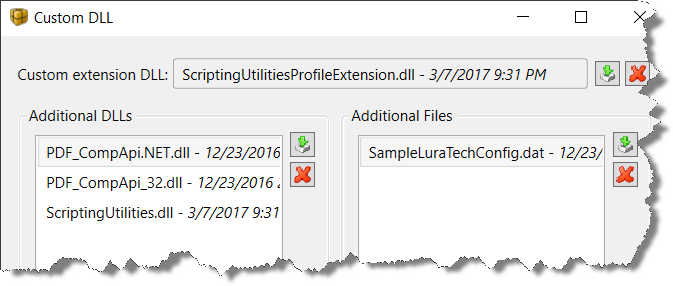 Custom DLL
Custom extension DLL: ScriptingUtilitiesProfileExtension.dll - 3/7/2017 9:31 PM
Additional DLLs
PDF_CompApi.NET.dll - 12/23/2016
PDF_CompApi_32.dll - 12/23/2016
ScriptingUtilities.dll - 3/7/2017 9:31
Additional Files
SampleLuraTechConfig.dat - 12/23/